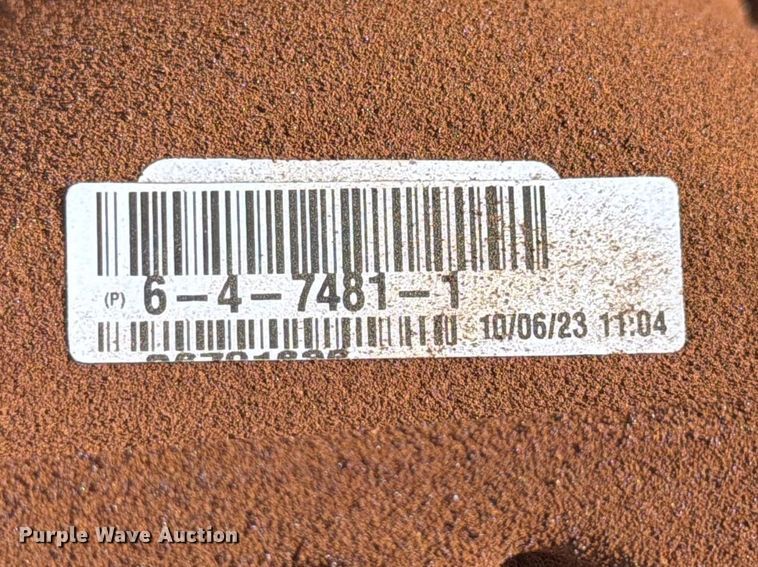 (P) 6-4-7481-1
10/06/23 11:04
Purple Wave Auction®